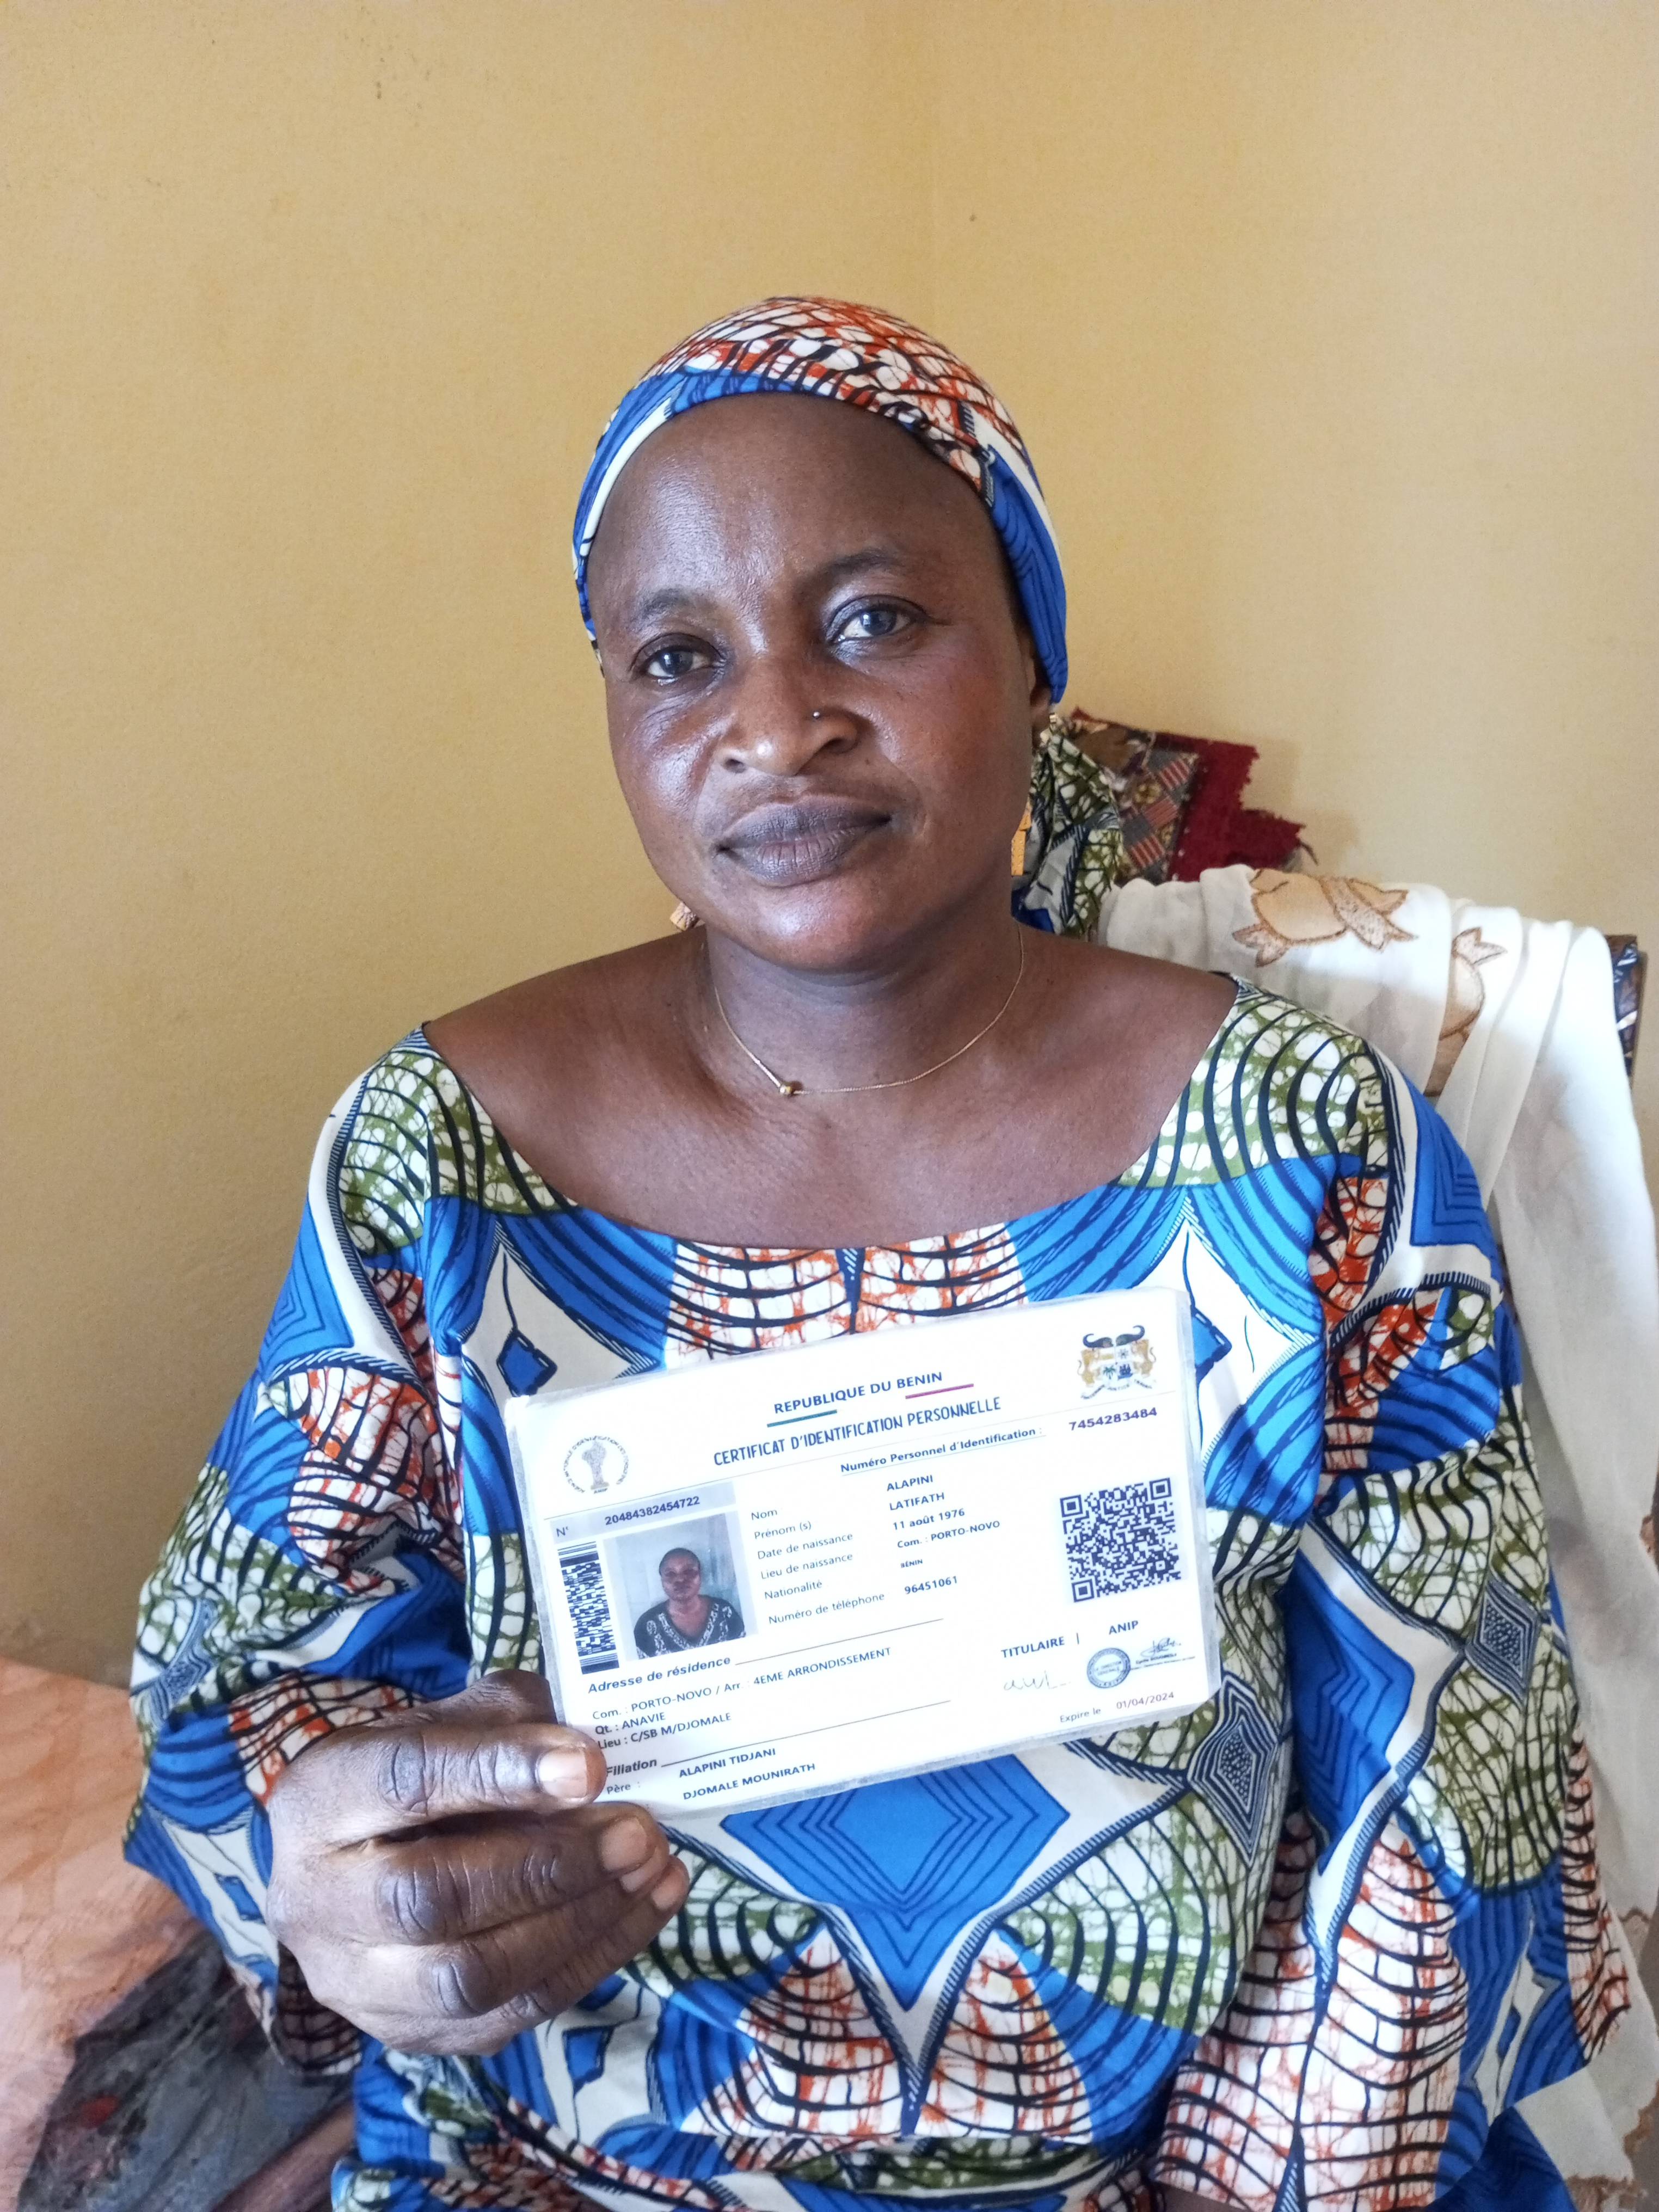 REPUBLIQUE DU BENIN
CERTIFICAT D'IDENTIFICATION PERSONNELLE
Numéro Personnel d'Identification : 7454283484
N° 20484382454722
Nom ALAPINI
Prénom (s) LATIFATH
Date de naissance 11 août 1976
Lieu de naissance Com. : PORTO-NOVO
Nationalité BÉNIN
Numéro de téléphone 96451061
Adresse de résidence
Com. : PORTO-NOVO / Arr. : 4EME ARRONDISSEMENT
Qt. : ANAVIE
Lieu : C/SB M/DJOMALE
TITULAIRE | ANIP
Expire le 01/04/2024
Filiation
Père : ALAPINI TIDJANI
DJOMALE MOUNIRATH